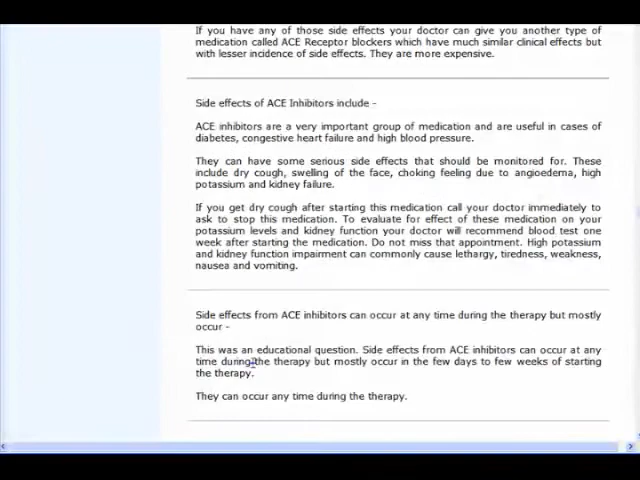 If you have any of those side effects your doctor can give you another type of
medication called ACE Receptor blockers which have much similar clinical effects but
with lesser incidence of side effects. They are more expensive.
Side effects of ACE Inhibitors include -
ACE inhibitors are a very important group of medication and are useful in cases of
diabetes, congestive heart failure and high blood pressure.
They can have some serious side effects that should be monitored for. These
include dry cough, swelling of the face, choking feeling due to angioedema, high
potassium and kidney failure.
If you get dry cough after starting this medication call your doctor immediately to
ask to stop this medication. To evaluate for effect of these medication on your
potassium levels and kidney function your doctor will recommend blood test one
week after starting the medication. Do not miss that appointment. High potassium
and kidney function impairment can commonly cause lethargy, tiredness, weakness,
nausea and vomiting.
Side effects from ACE inhibitors can occur at any time during the therapy but mostly
occur -
This was an educational question. Side effects from ACE inhibitors can occur at any
time during the therapy but mostly occur in the few days to few weeks of starting
the therapy.
They can occur any time during the therapy.